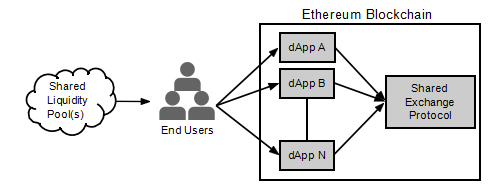 Ethereum Blockchain
Shared
Liquidity
Pool(s)
End Users
dApp A
dApp B
dApp N
Shared
Exchange
Protocol